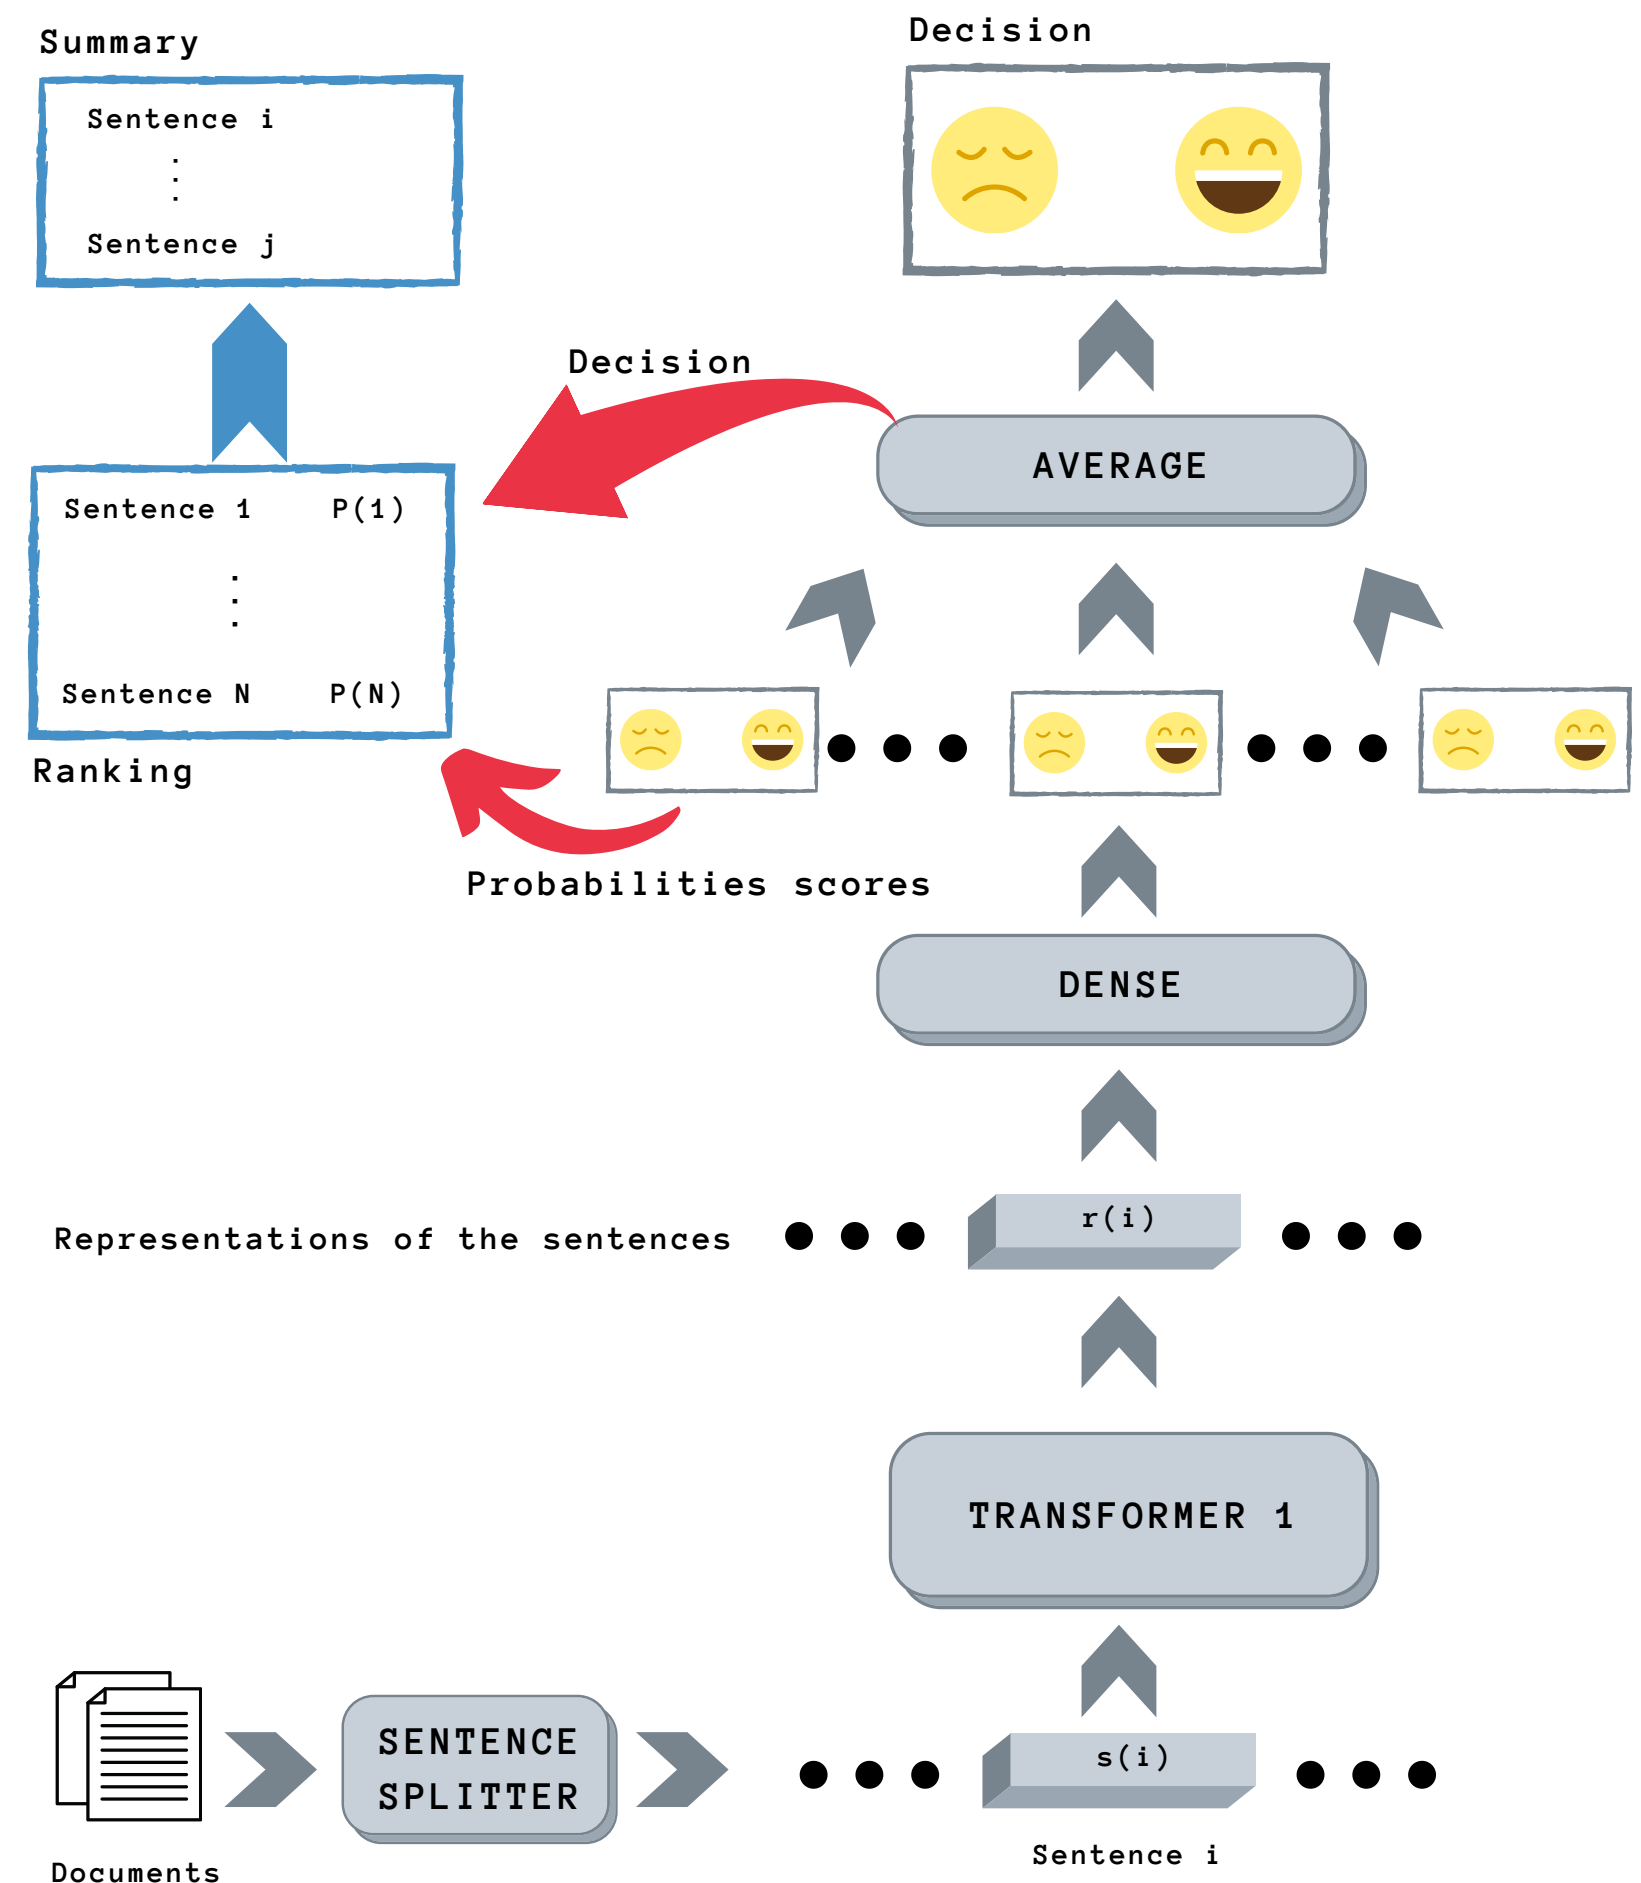 Summary
Sentence i
Sentence j
Decision
Decision
AVERAGE
Sentence 1 P(1)
Sentence N P(N)
Ranking
Probabilities scores
DENSE
Representations of the sentences
r(i)
TRANSFORMER 1
SENTENCE
SPLITTER
s(i)
Sentence i
Documents